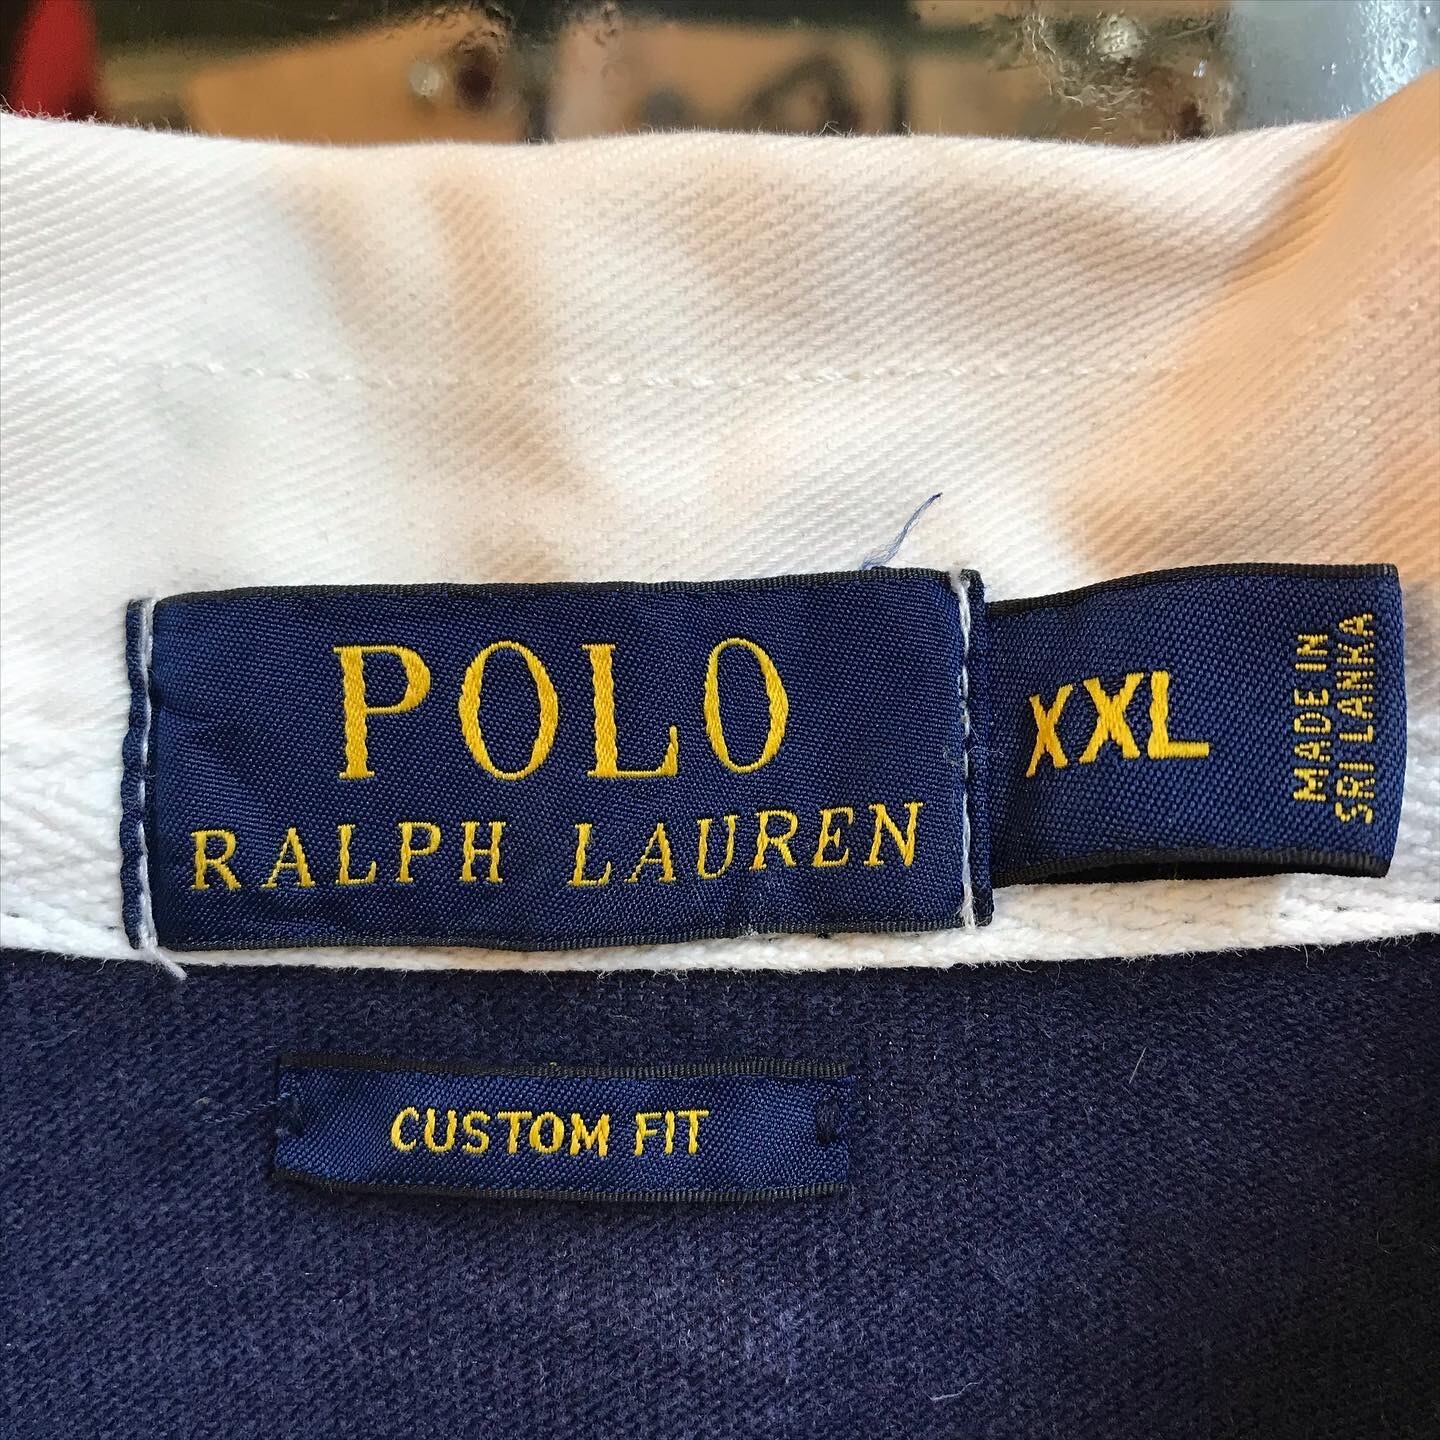 POLO
RALPH LAUREN
XXL
MADE IN
SRI LANKA
CUSTOM FIT